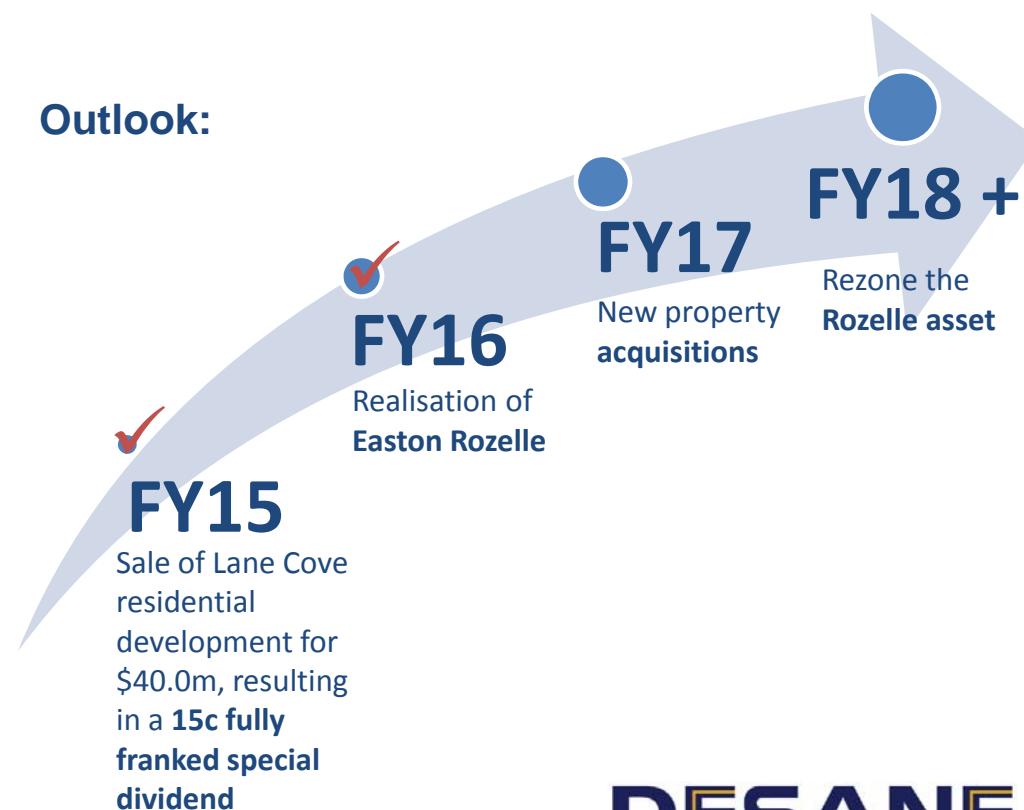 Outlook:
FY15
Sale of Lane Cove
residential
development for
$40.0m, resulting
in a 15c fully
franked special
dividend
FY16
Realisation of
Easton Rozelle
FY17
New property
acquisitions
FY18 +
Rezone the
Rozelle asset
DESANE